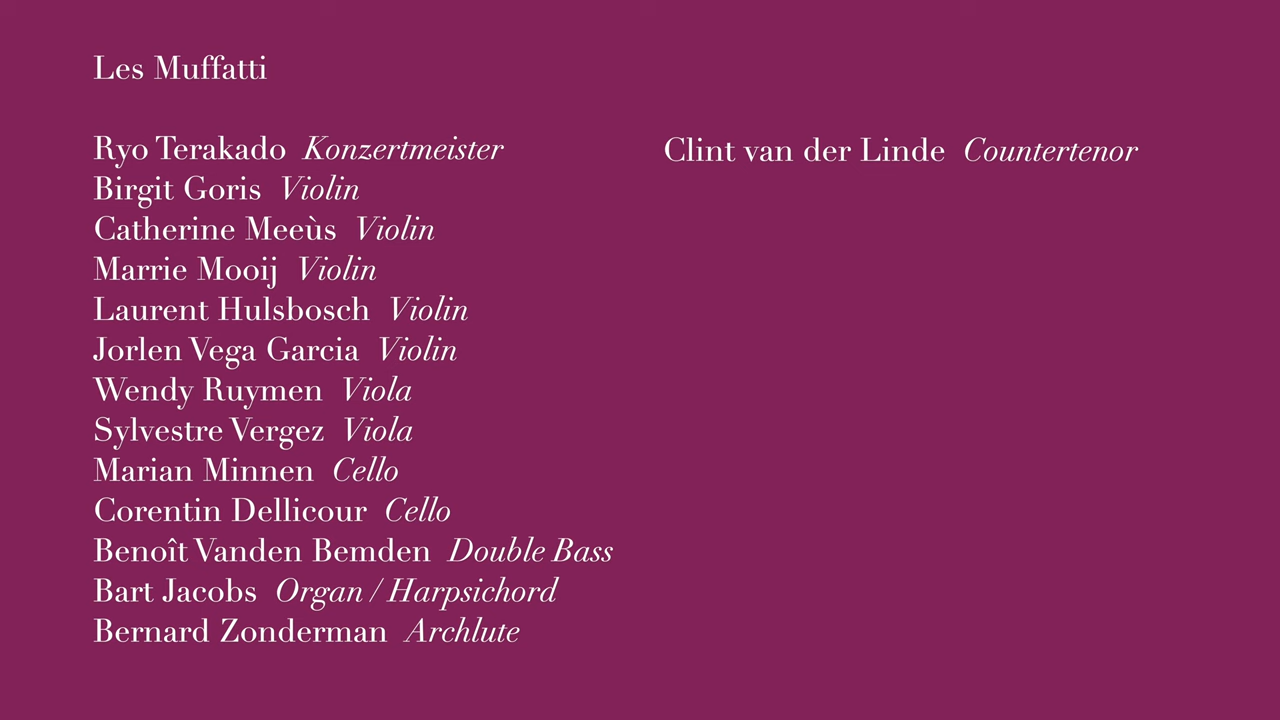 Les Muffatti
Ryo Terakado Konzertmeister
Birgit Goris Violin
Catherine Meeùs Violin
Marrie Mooij Violin
Laurent Hulsbosch Violin
Jorlen Vega Garcia Violin
Wendy Ruymen Viola
Sylvestre Vergez Viola
Marian Minnen Cello
Corentin Dellicour Cello
Benoît Vanden Bemden Double Bass
Bart Jacobs Organ / Harpsichord
Bernard Zonderman Archlute
Clint van der Linde Countertenor